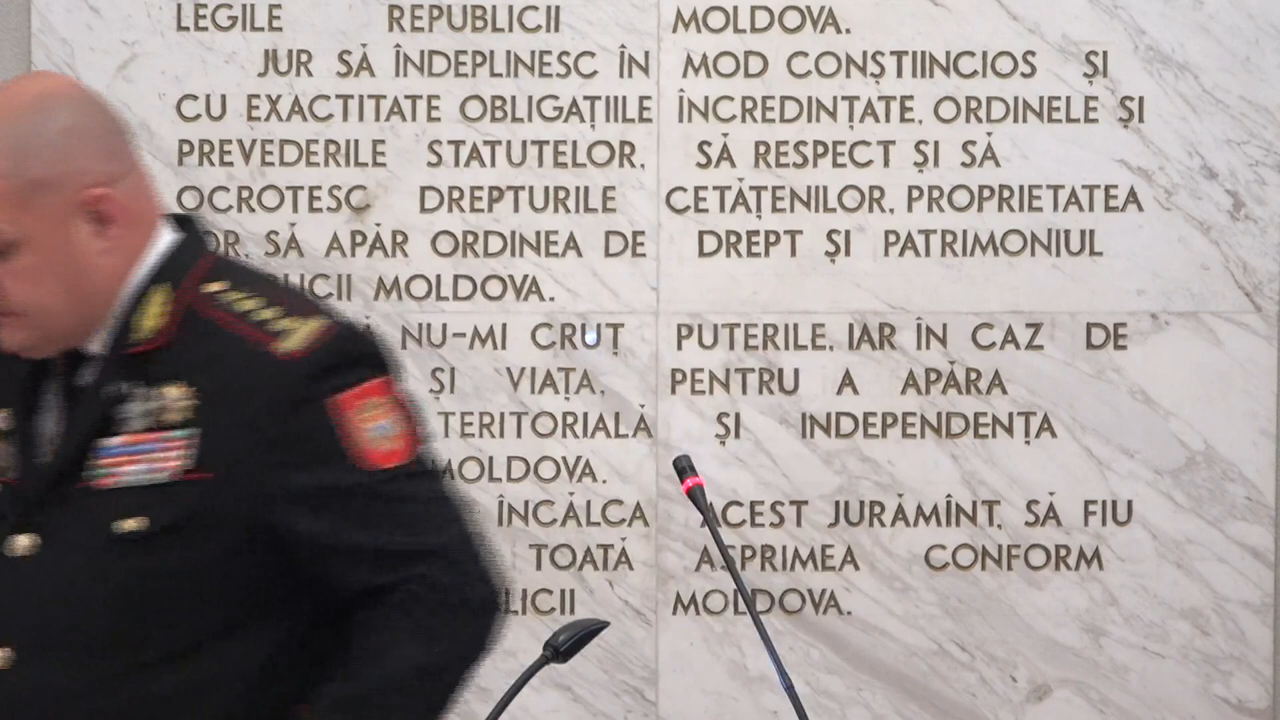 LEGILE REPUBLICII MOLDOVA.
JUR SĂ ÎNDEPLINESC ÎN MOD CONȘTIINCIOS ȘI
CU EXACTITATE OBLIGAȚIILE ÎNCREDINȚATE, ORDINELE ȘI
PREVEDERILE STATUTELOR, SĂ RESPECT ȘI SĂ
OCROTESC DREPTURILE CETĂȚENILOR, PROPRIETATEA
SĂ APĂR ORDINEA DE DREPT ȘI PATRIMONIUL
MOLDOVA.
NU-MI CRUȚ PUTERILE, IAR ÎN CAZ DE
ȘI VIAȚA, PENTRU A APĂRA
TERITORIALĂ ȘI INDEPENDENȚA
MOLDOVA.
ÎNCĂLCA ACEST JURĂMÎNT, SĂ FIU
TOATĂ ASPRIMEA CONFORM
MOLDOVA.